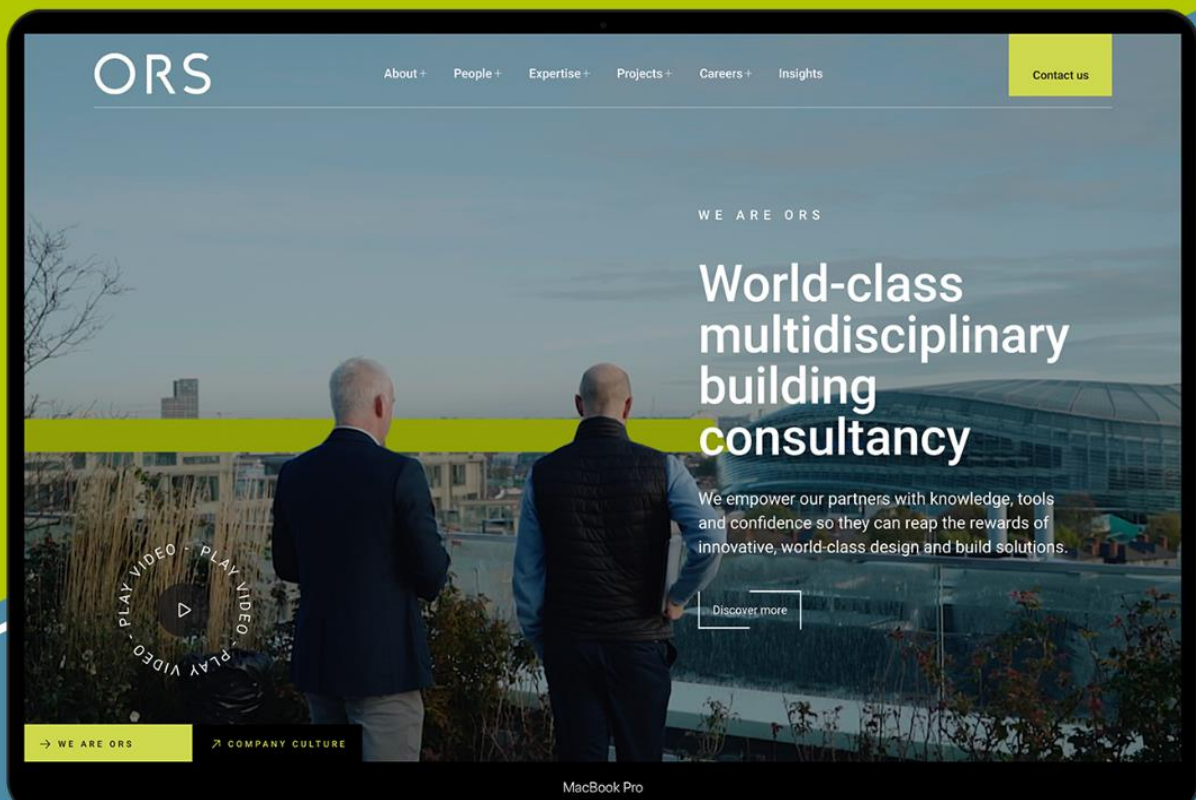 ORS
About +
People +
Expertise +
Projects +
Careers +
Insights
Contact us
WE ARE ORS
World-class
multidisciplinary
building
consultancy
We empower our partners with knowledge, tools
and confidence so they can reap the rewards of
innovative, world-class design and build solutions.
Discover more
PLAY VIDEO - PLAY VIDEO - PLAY VIDEO -
→ WE ARE ORS
↗ COMPANY CULTURE
MacBook Pro